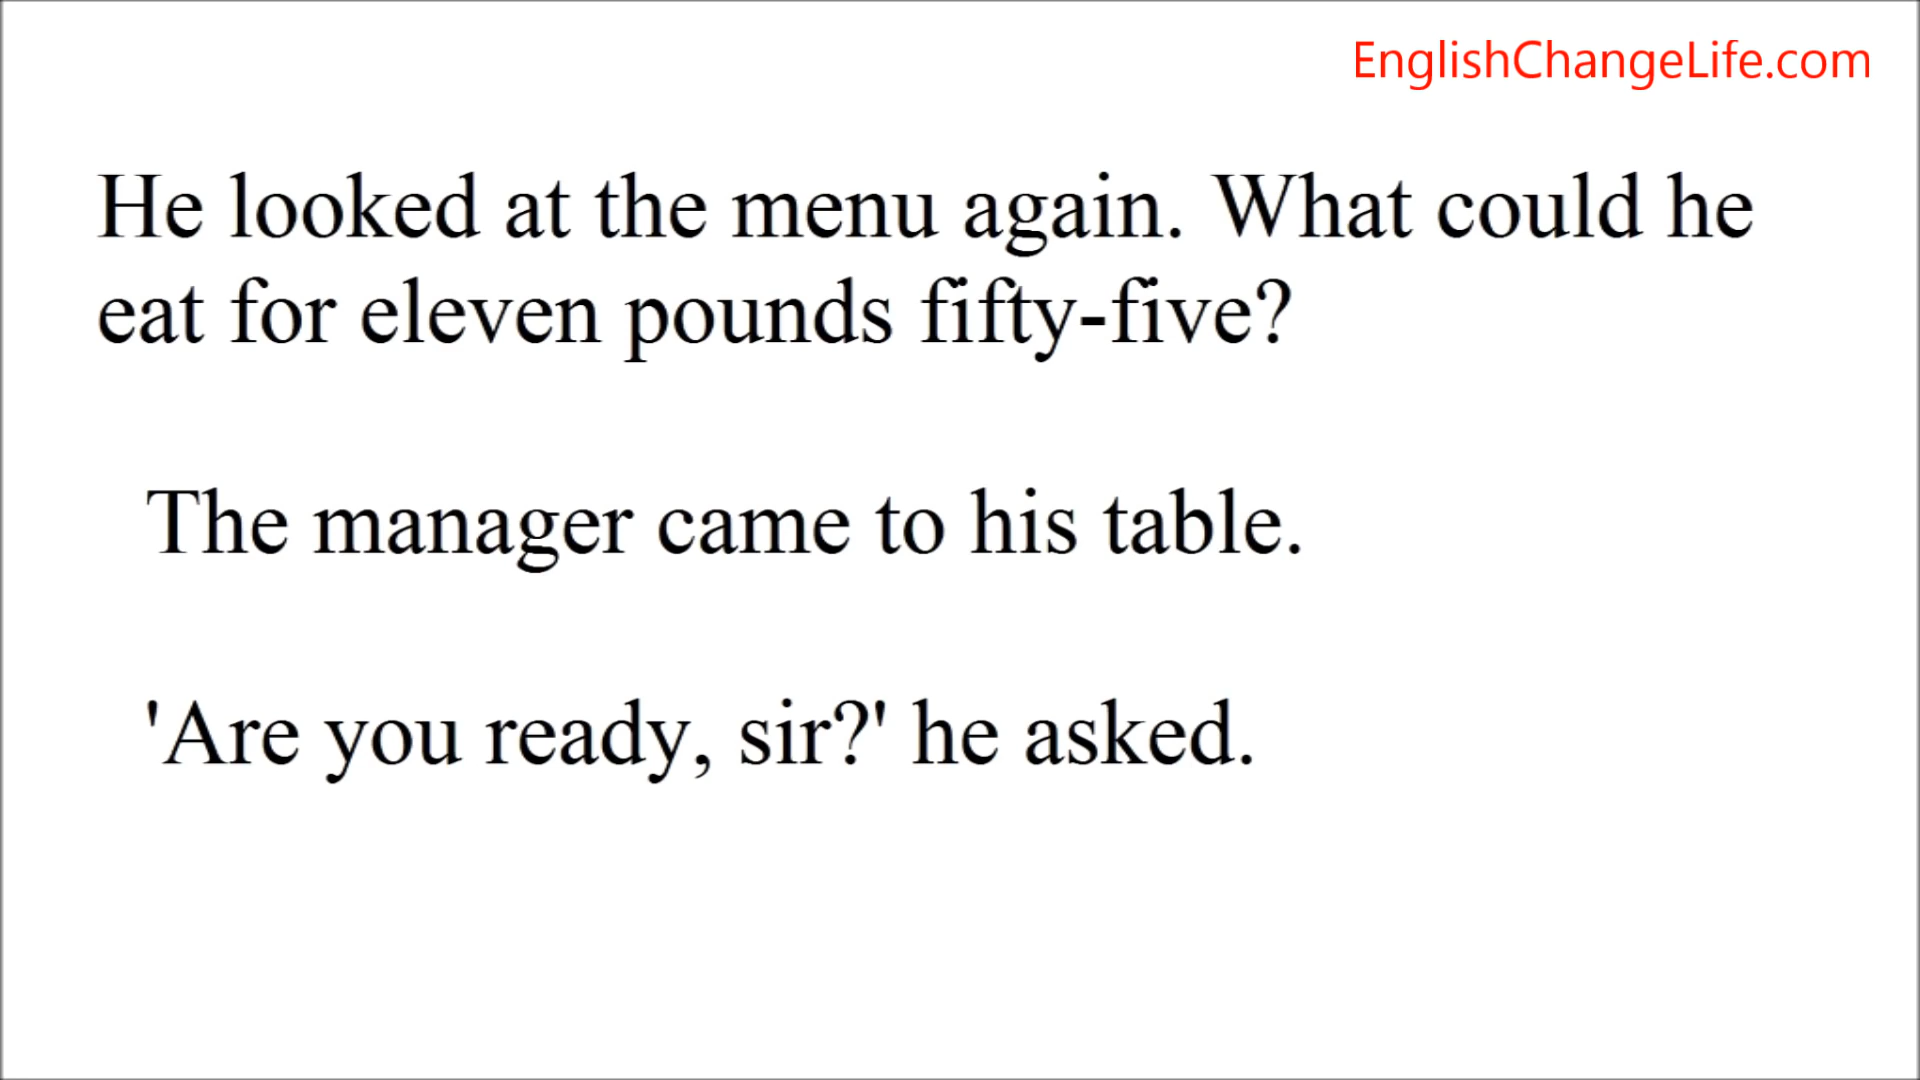 EnglishChangeLife.com
He looked at the menu again. What could he
eat for eleven pounds fifty-five?
The manager came to his table.
'Are you ready, sir?' he asked.